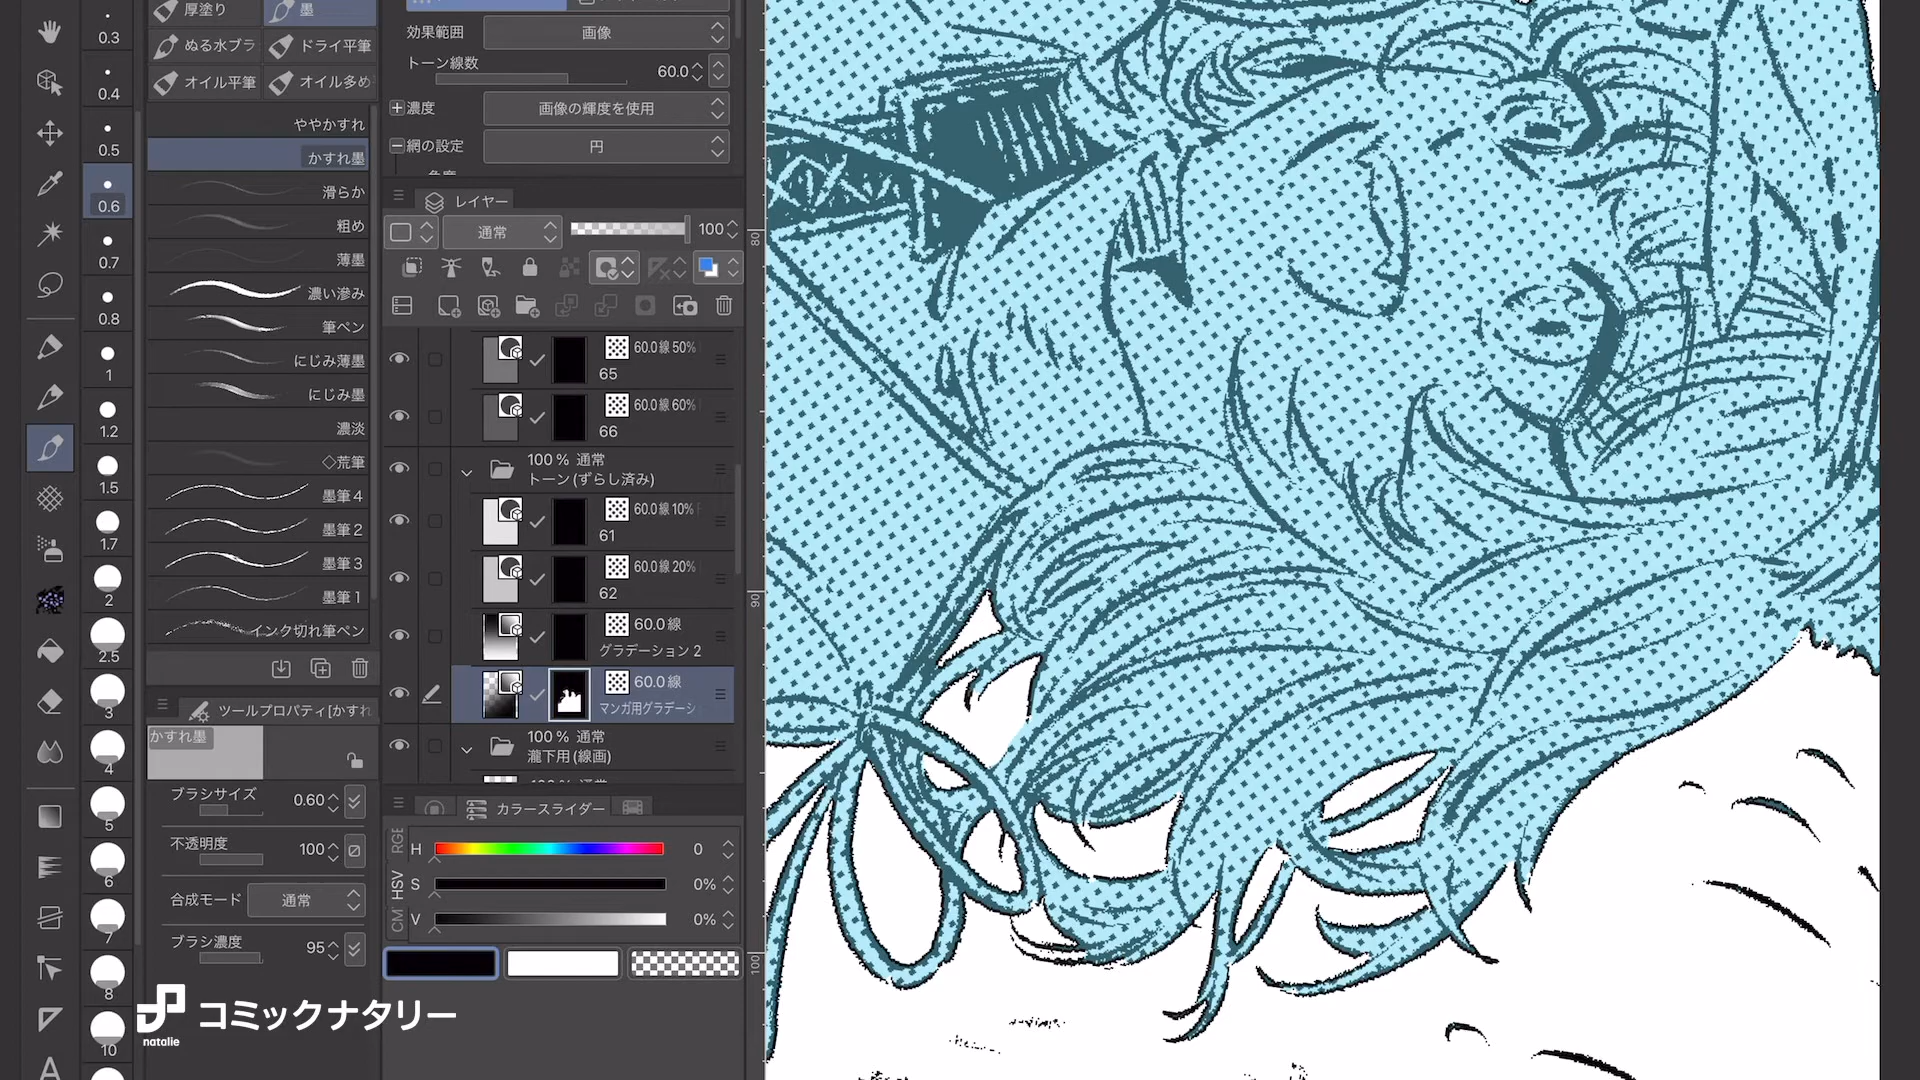 0.3
0.4
0.5
0.6
0.7
0.8
1
1.2
1.5
1.7
2
2.5
3
4
5
6
7
8
10
厚塗り
墨
ぬる水ブラ
ドライ平筆
オイル平筆
オイル多め
ややかすれ
かすれ墨
滑らか
粗め
薄墨
濃い滲み
筆ペン
にじみ薄墨
にじみ墨
濃淡
◇荒筆
墨筆4
墨筆2
墨筆3
墨筆1
インク切れ筆ペン
ツールプロパティ[かすれ
かすれ墨
ブラシサイズ 0.60
不透明度 100
合成モード 通常
ブラシ濃度 95
効果範囲 画像
トーン線数 60.0
濃度 画像の輝度を使用
網の設定 円
レイヤー
通常 100
60.0線 50%
65
60.0線 60%
66
100 % 通常
トーン(ずらし済み)
60.0線 10%
61
60.0線 20%
62
60.0線
グラデーション 2
60.0線
マンガ用グラデーシ
100 % 通常
瀧下用(線画)
カラースライダー
HSV
H 0
S 0%
V 0%
80
90
100
コミックナタリー
natalie